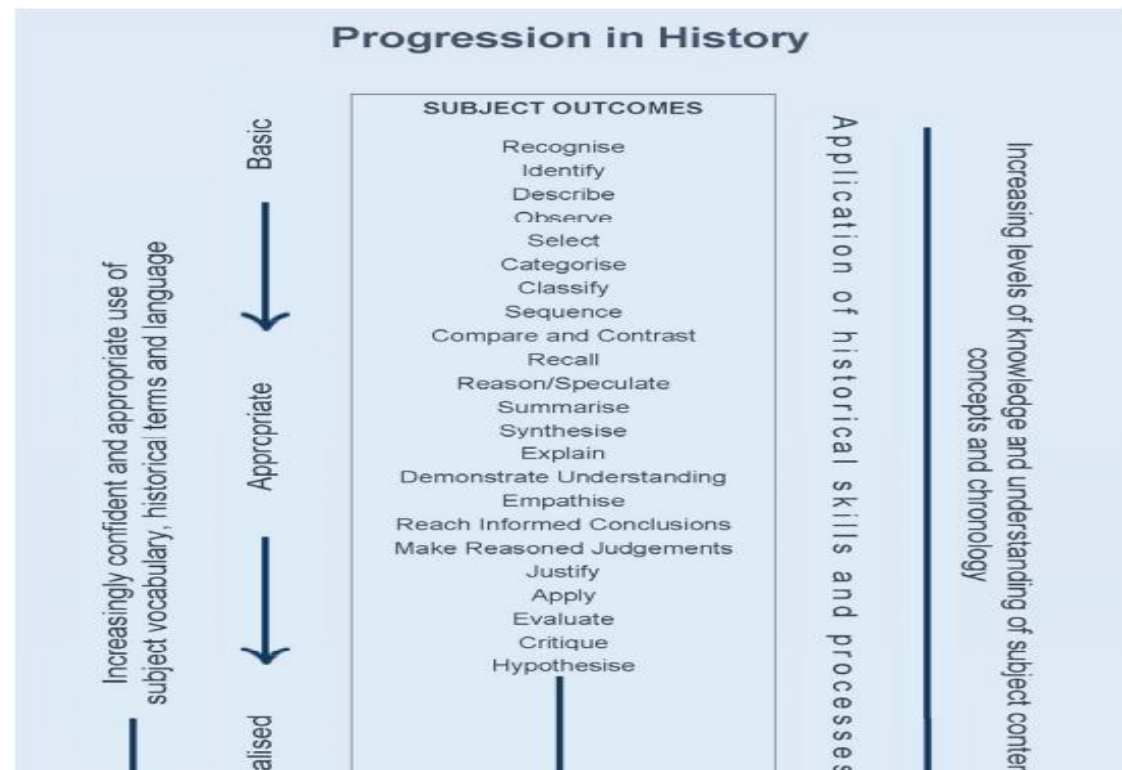 Progression in History
Increasingly confident and appropriate use of
subject vocabulary, historical terms and language
Basic
Appropriate
SUBJECT OUTCOMES
Recognise
Identify
Describe
Observe
Select
Categorise
Classify
Sequence
Compare and Contrast
Recall
Reason/Speculate
Summarise
Synthesise
Explain
Demonstrate Understanding
Empathise
Reach Informed Conclusions
Make Reasoned Judgements
Justify
Apply
Evaluate
Critique
Hypothesise
Application of historical skills and processes
Increasing levels of knowledge and understanding of subject
concepts and chronology